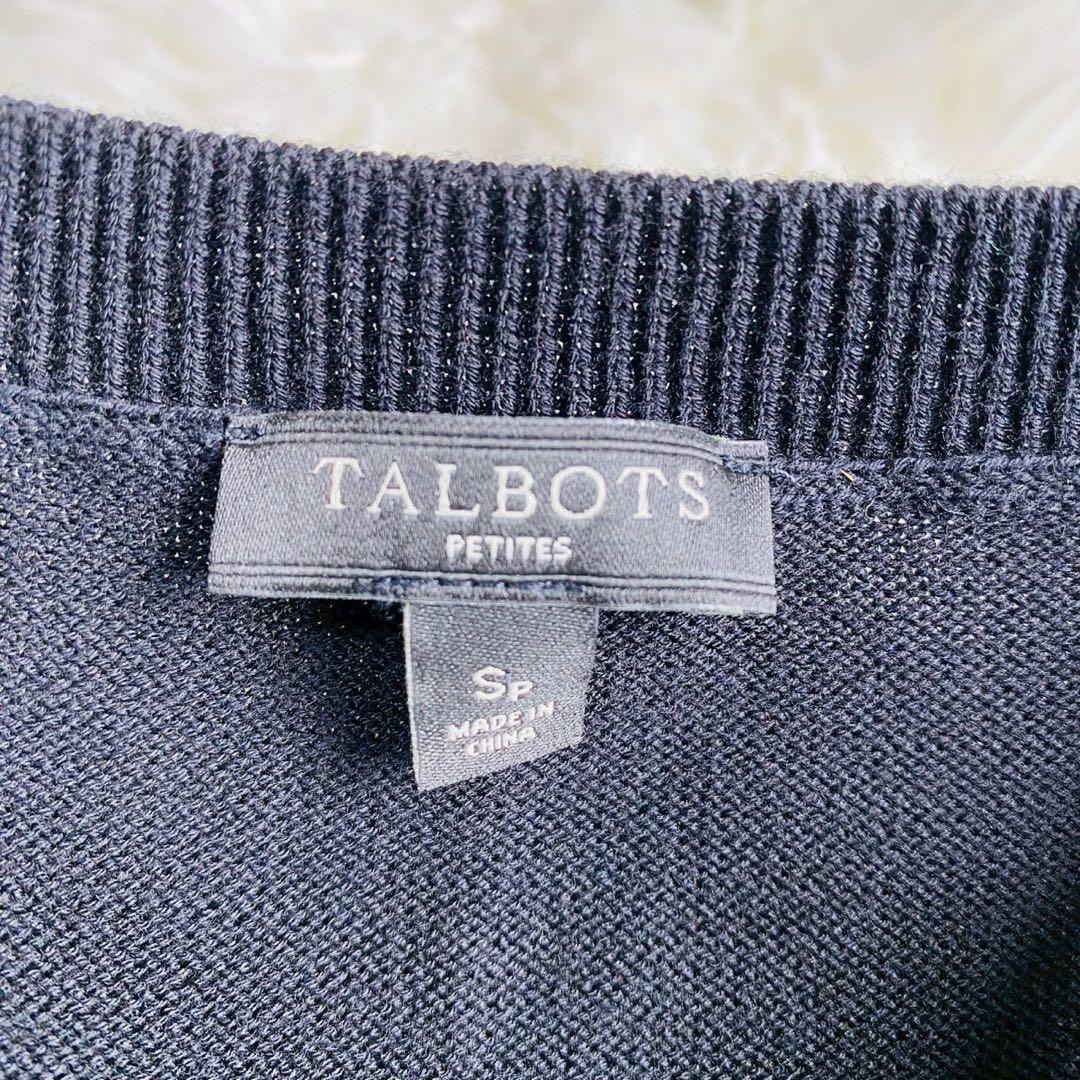 TALBOTS
PETITES
SP
MADE IN
CHINA